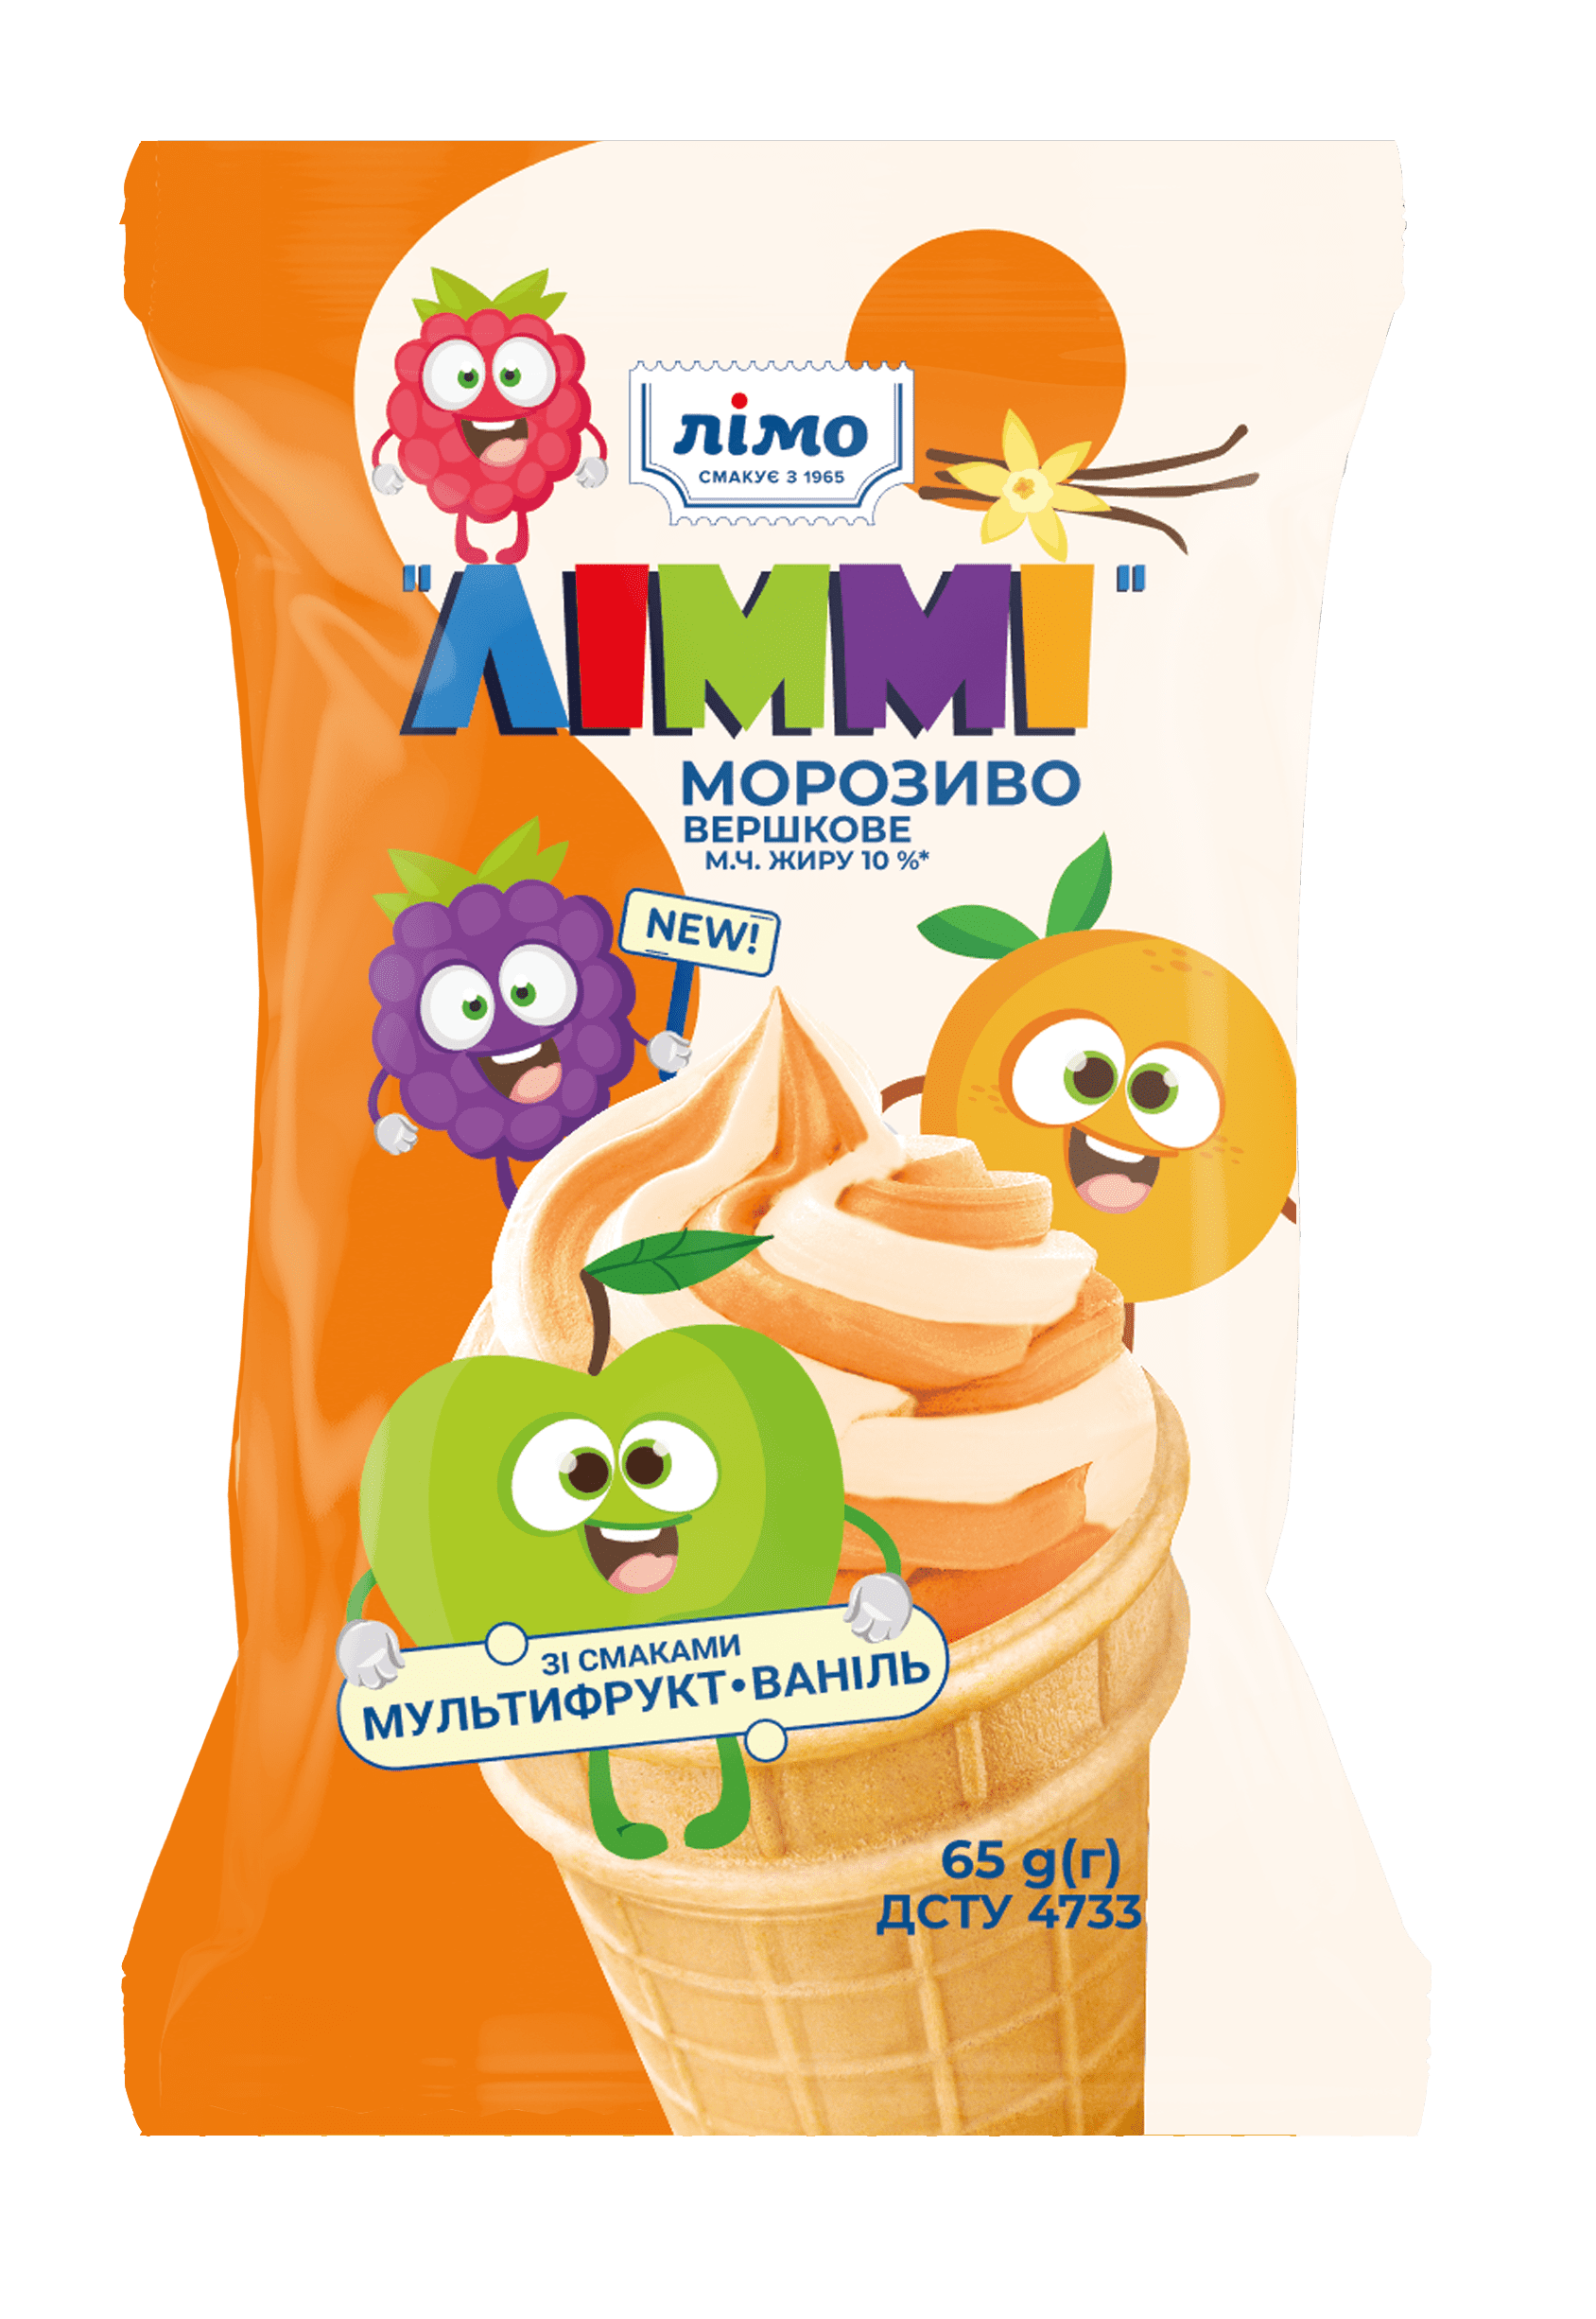 лімо
СМАКУЄ З 1965
"ЛІММІ"
МОРОЗИВО
ВЕРШКОВЕ
М.Ч. ЖИРУ 10 %*
NEW!
ЗІ СМАКАМИ
МУЛЬТИФРУКТ•ВАНІЛЬ
65 g(г)
ДСТУ 4733